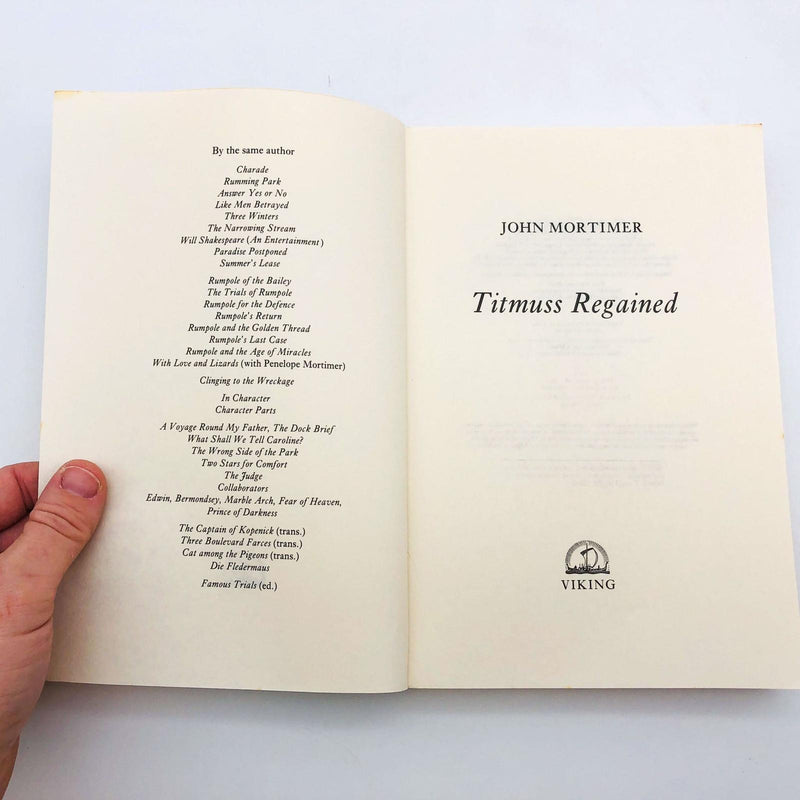 By the same author
Charade
Rumming Park
Answer Yes or No
Like Men Betrayed
Three Winters
The Narrowing Stream
Will Shakespeare (An Entertainment)
Paradise Postponed
Summer's Lease
Rumpole of the Bailey
The Trials of Rumpole
Rumpole for the Defence
Rumpole's Return
Rumpole and the Golden Thread
Rumpole's Last Case
Rumpole and the Age of Miracles
With Love and Lizards (with Penelope Mortimer)
Clinging to the Wreckage
In Character
Character Parts
A Voyage Round My Father, The Dock Brief
What Shall We Tell Caroline?
The Wrong Side of the Park
Two Stars for Comfort
The Judge
Collaborators
Edwin, Bermondsey, Marble Arch, Fear of Heaven,
Prince of Darkness
The Captain of Kopenick (trans.)
Three Boulevard Farces (trans.)
Cat among the Pigeons (trans.)
Die Fledermaus
Famous Trials (ed.)
JOHN MORTIMER
Titmuss Regained
VIKING